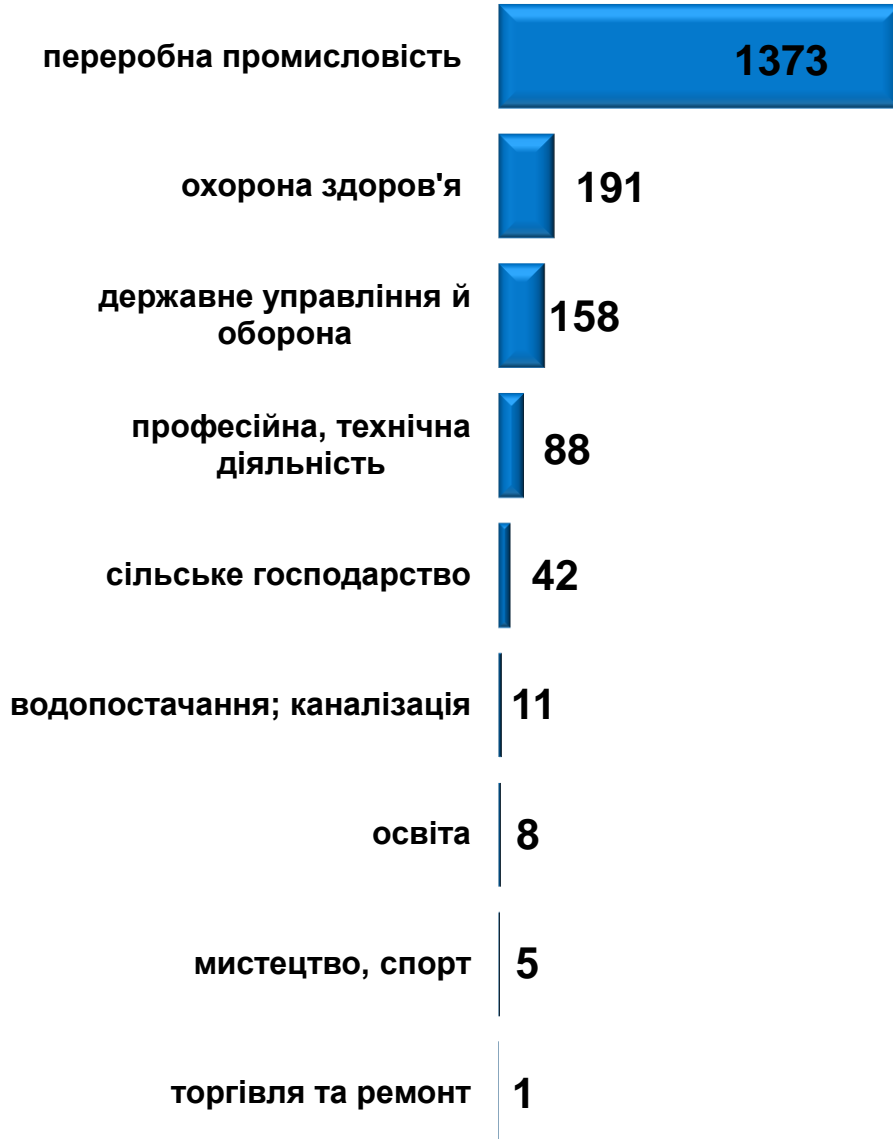 переробна промисловість
1373
охорона здоров'я
191
державне управління й
оборона
158
професійна, технічна
діяльність
88
сільське господарство
42
водопостачання; каналізація
11
освіта
8
мистецтво, спорт
5
торгівля та ремонт
1